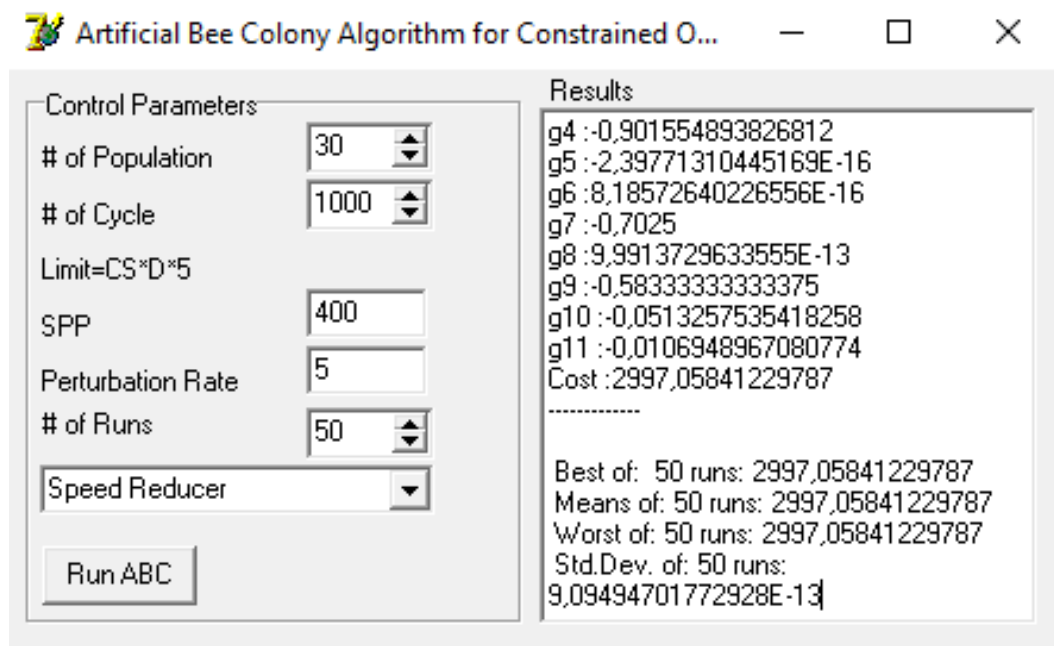 Artificial Bee Colony Algorithm for Constrained O...
Control Parameters
# of Population
30
# of Cycle
1000
Limit=CS*D*5
SPP
400
Perturbation Rate
5
# of Runs
50
Speed Reducer
Run ABC
Results
g4 :-0,901554893826812
g5 :-2,39771310445169E-16
g6 :8,18572640226556E-16
g7 :-0,7025
g8 :9,9913729633555E-13
g9 :-0,58333333333375
g10 :-0,0513257535418258
g11 :-0,0106948967080774
Cost :2997,05841229787
-------------
Best of:  50 runs: 2997,05841229787
Means of: 50 runs: 2997,05841229787
Worst of: 50 runs: 2997,05841229787
Std.Dev. of: 50 runs:
9,09494701772928E-13